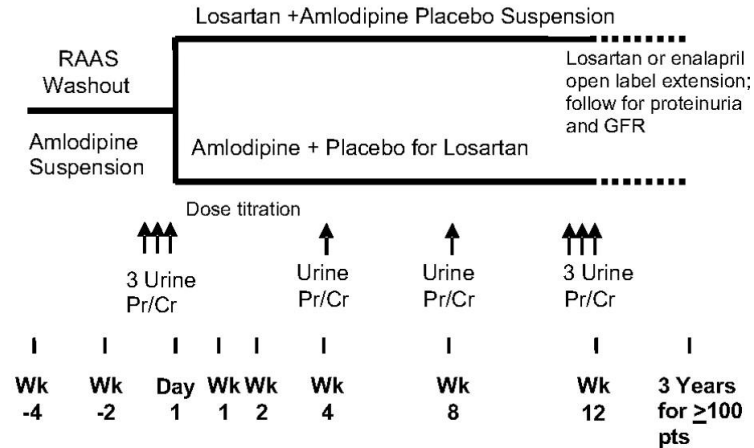 Losartan +Amlodipine Placebo Suspension
RAAS
Washout
Losartan or enalapril
open label extension;
follow for proteinuria
and GFR
Amlodipine
Suspension
Amlodipine + Placebo for Losartan
Dose titration
3 Urine
Pr/Cr
Urine
Pr/Cr
Urine
Pr/Cr
3 Urine
Pr/Cr
Wk
-4
Wk
-2
Day
1
Wk
1
Wk
2
Wk
4
Wk
8
Wk
12
3 Years
for ≥100
pts